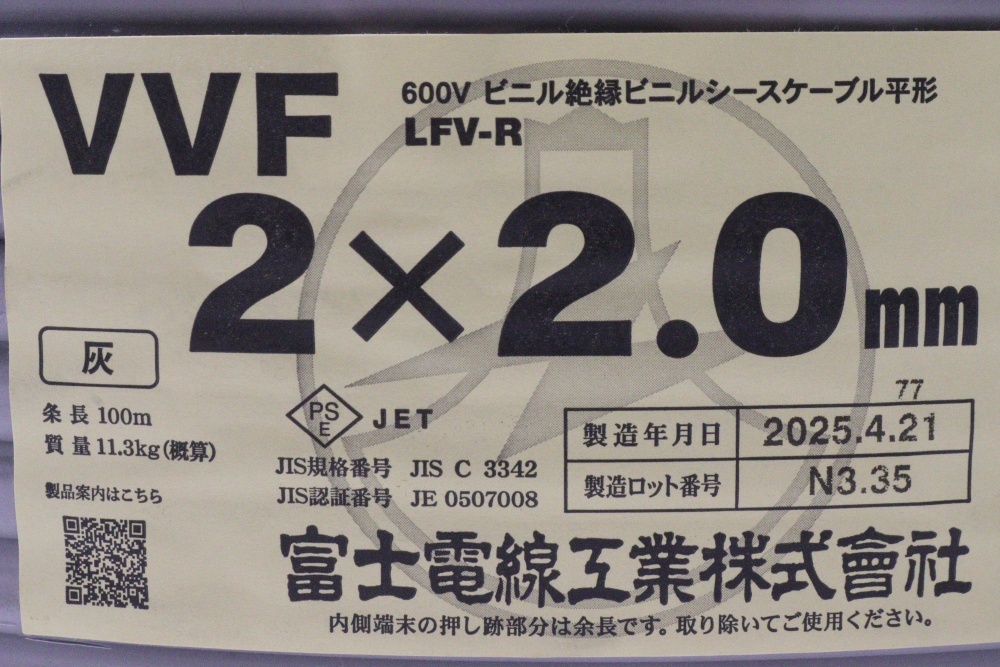 VVF
600V ビニル絶縁ビニルシースケーブル平形
LFV-R
2×2.0mm
灰
条長 100m
質量 11.3kg(概算)
製品案内はこちら
PS
E
JET
JIS規格番号 JIS C 3342
JIS認証番号 JE 0507008
77
製造年月日 2025.4.21
製造ロット番号 N3.35
富士電線工業株式會社
内側端末の押し跡部分は余長です。取り除いてご使用ください。